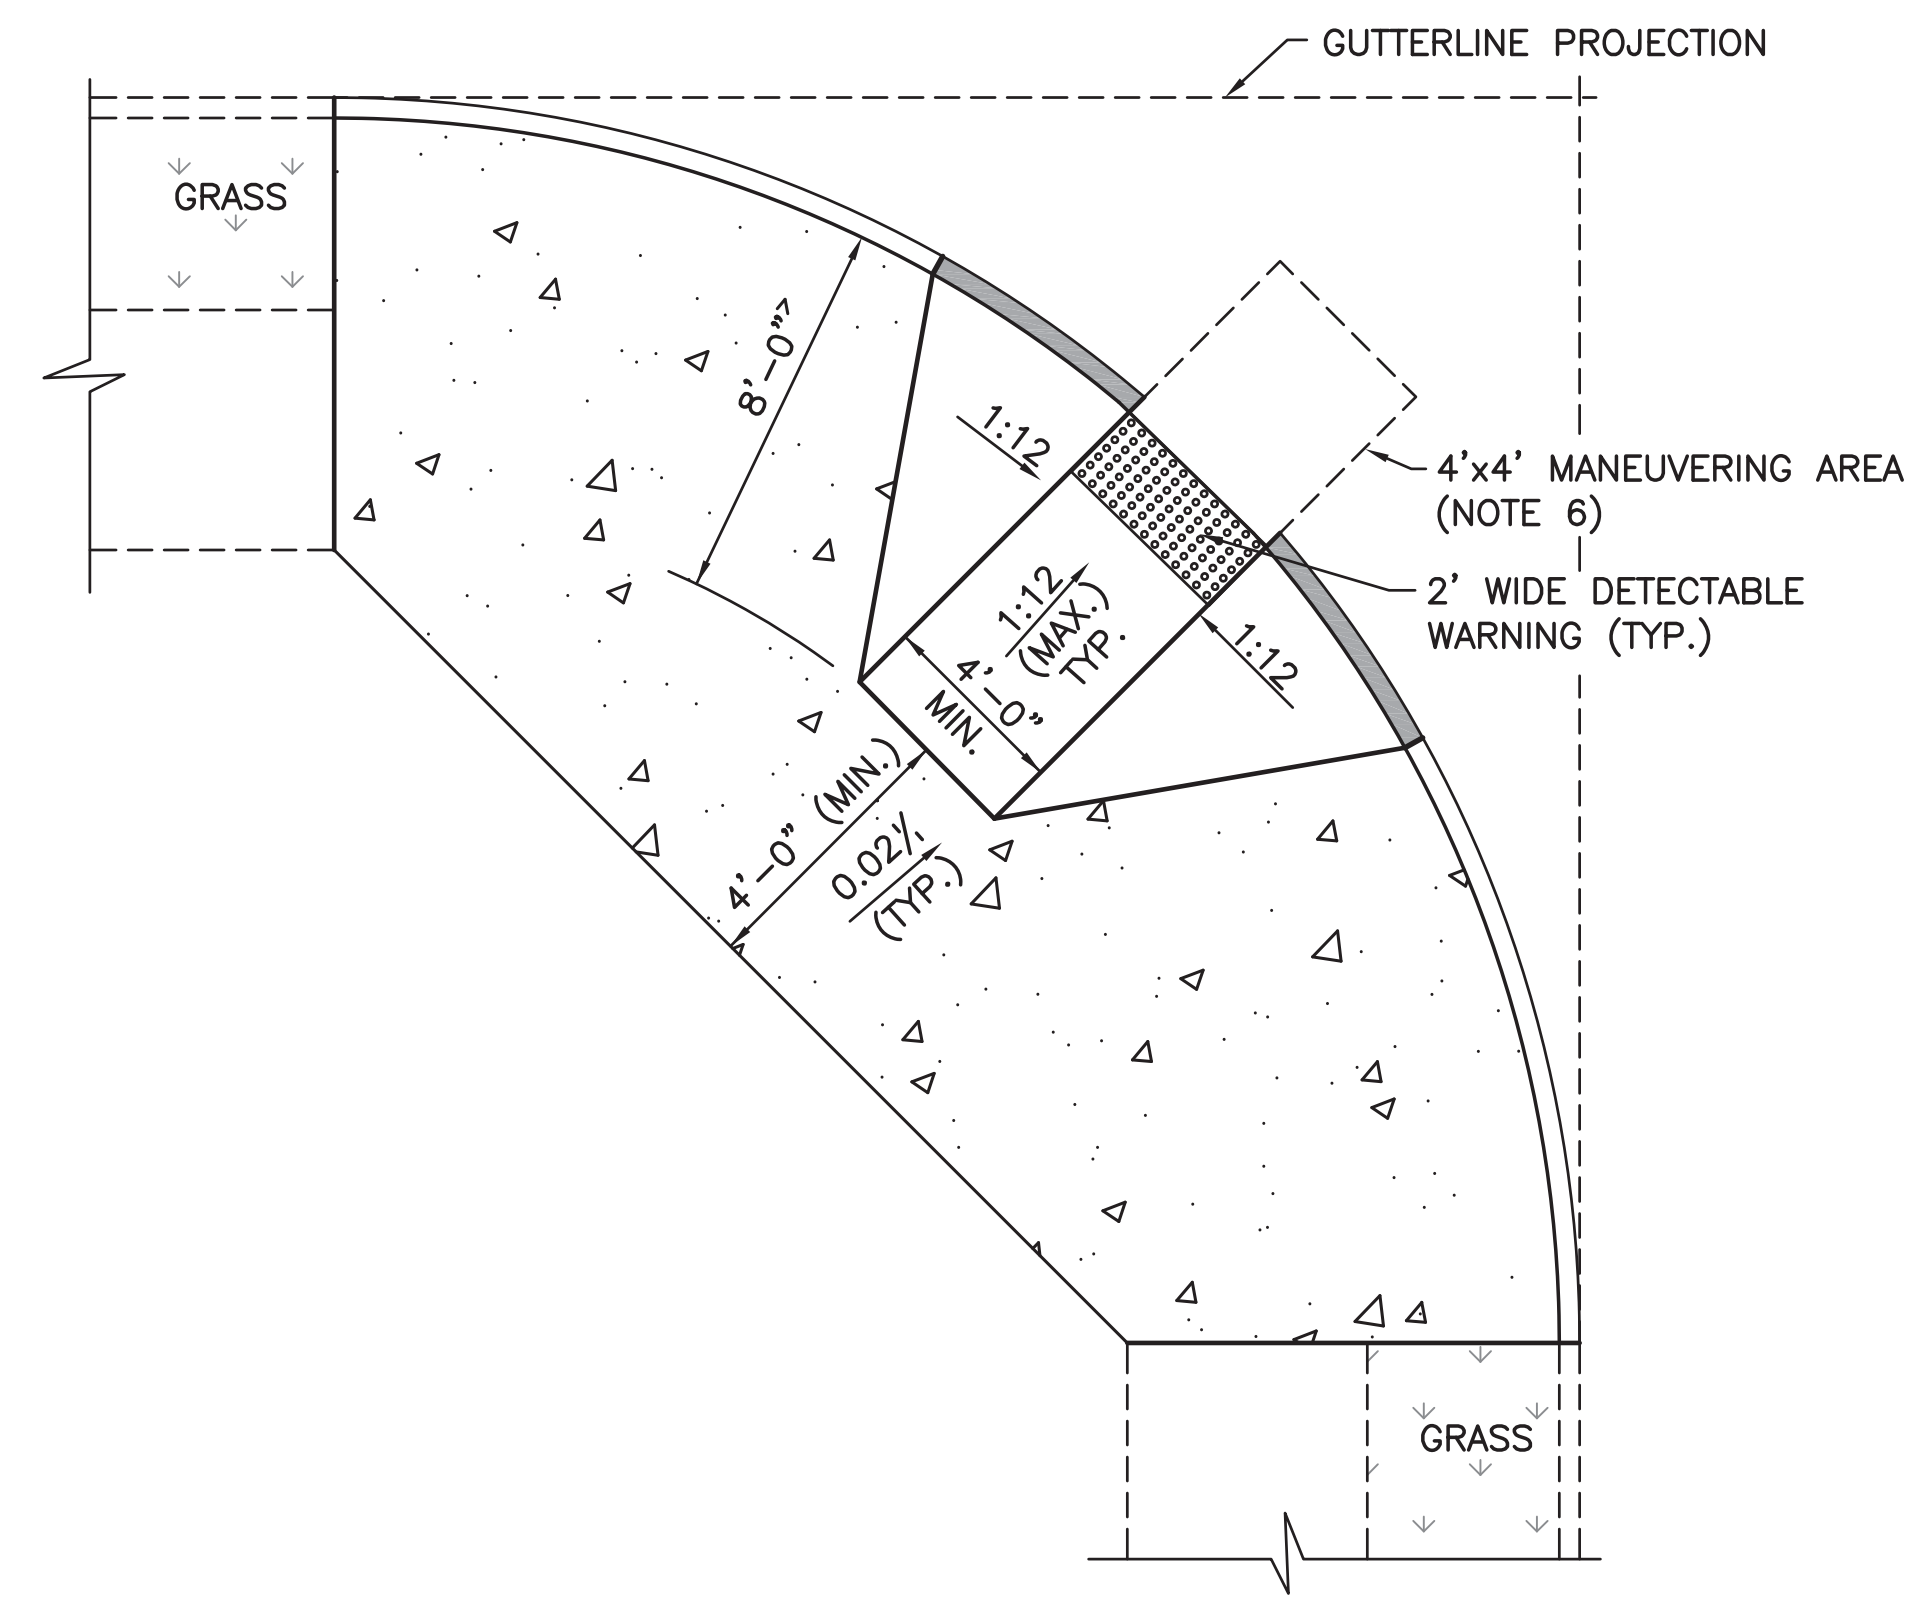 GUTTERLINE PROJECTION
GRASS
8'-0">
1:12
4'x4' MANEUVERING AREA
(NOTE 6)
2' WIDE DETECTABLE
WARNING (TYP.)
1:12
(MAX.)
TYP.
1:12
4'-0"
MIN.
4'-0" (MIN.)
0.02%
(TYP.)
GRASS